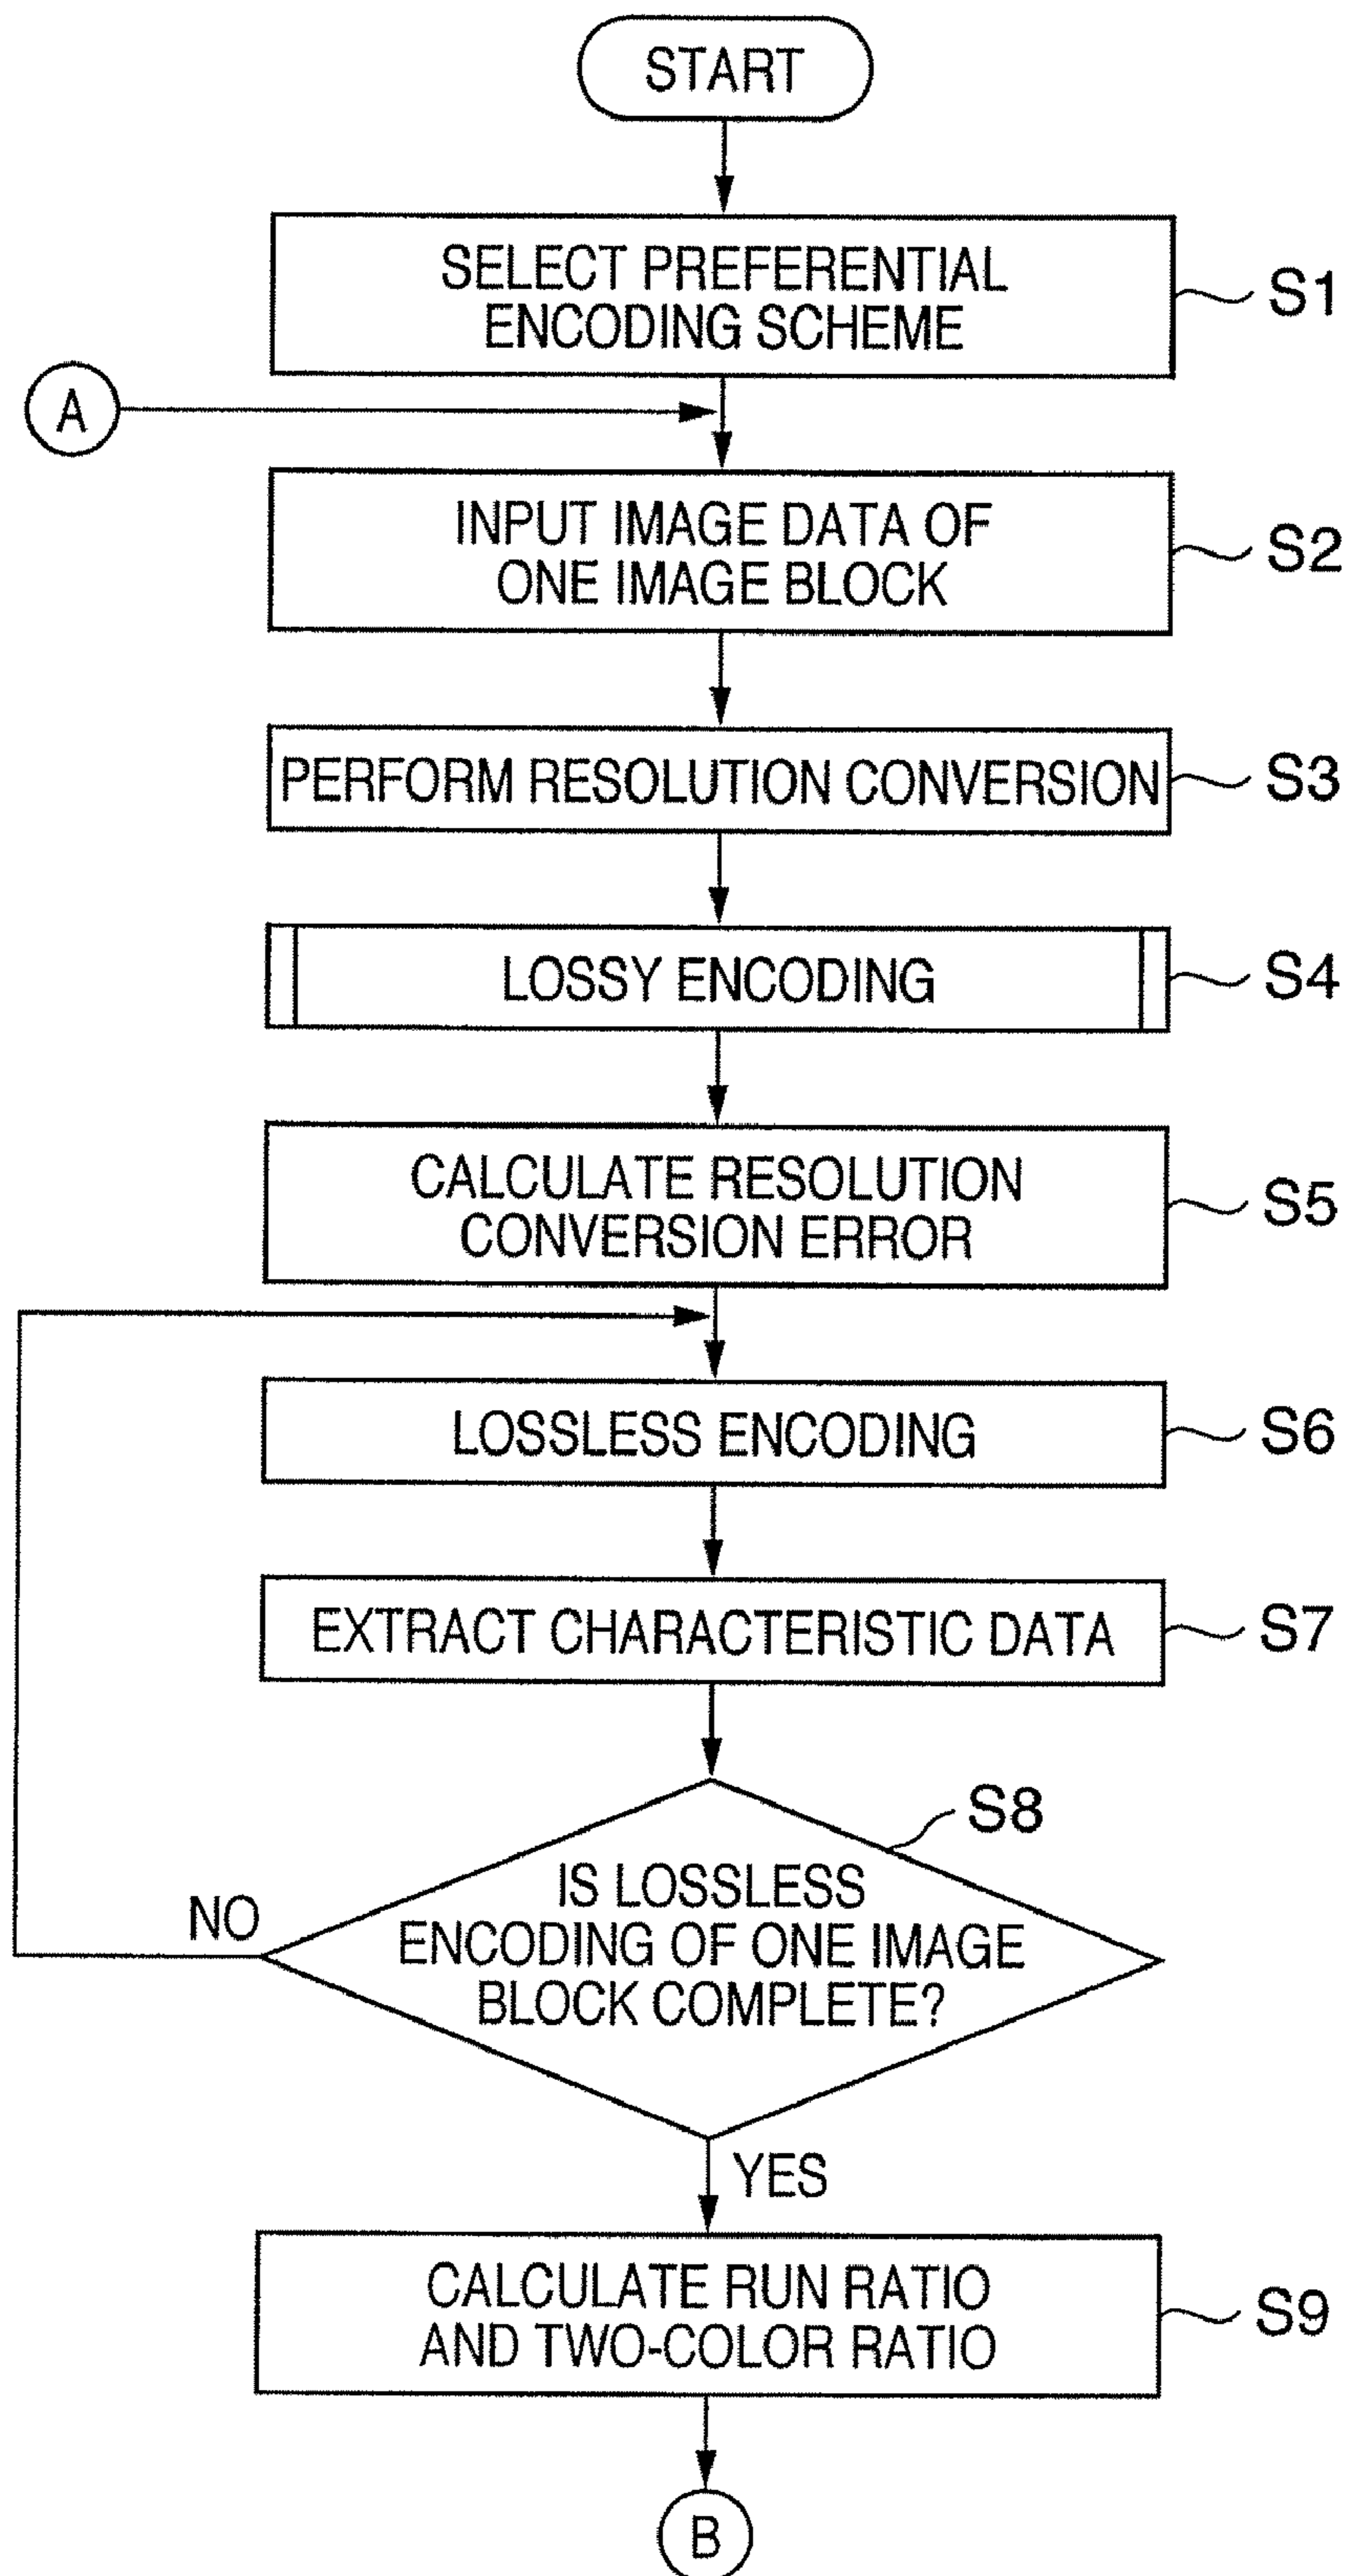 START
SELECT PREFERENTIAL
ENCODING SCHEME
S1
A
INPUT IMAGE DATA OF
ONE IMAGE BLOCK
S2
PERFORM RESOLUTION CONVERSION
S3
LOSSY ENCODING
S4
CALCULATE RESOLUTION
CONVERSION ERROR
S5
LOSSLESS ENCODING
S6
EXTRACT CHARACTERISTIC DATA
S7
S8
IS LOSSLESS
ENCODING OF ONE IMAGE
BLOCK COMPLETE?
NO
YES
CALCULATE RUN RATIO
AND TWO-COLOR RATIO
S9
B